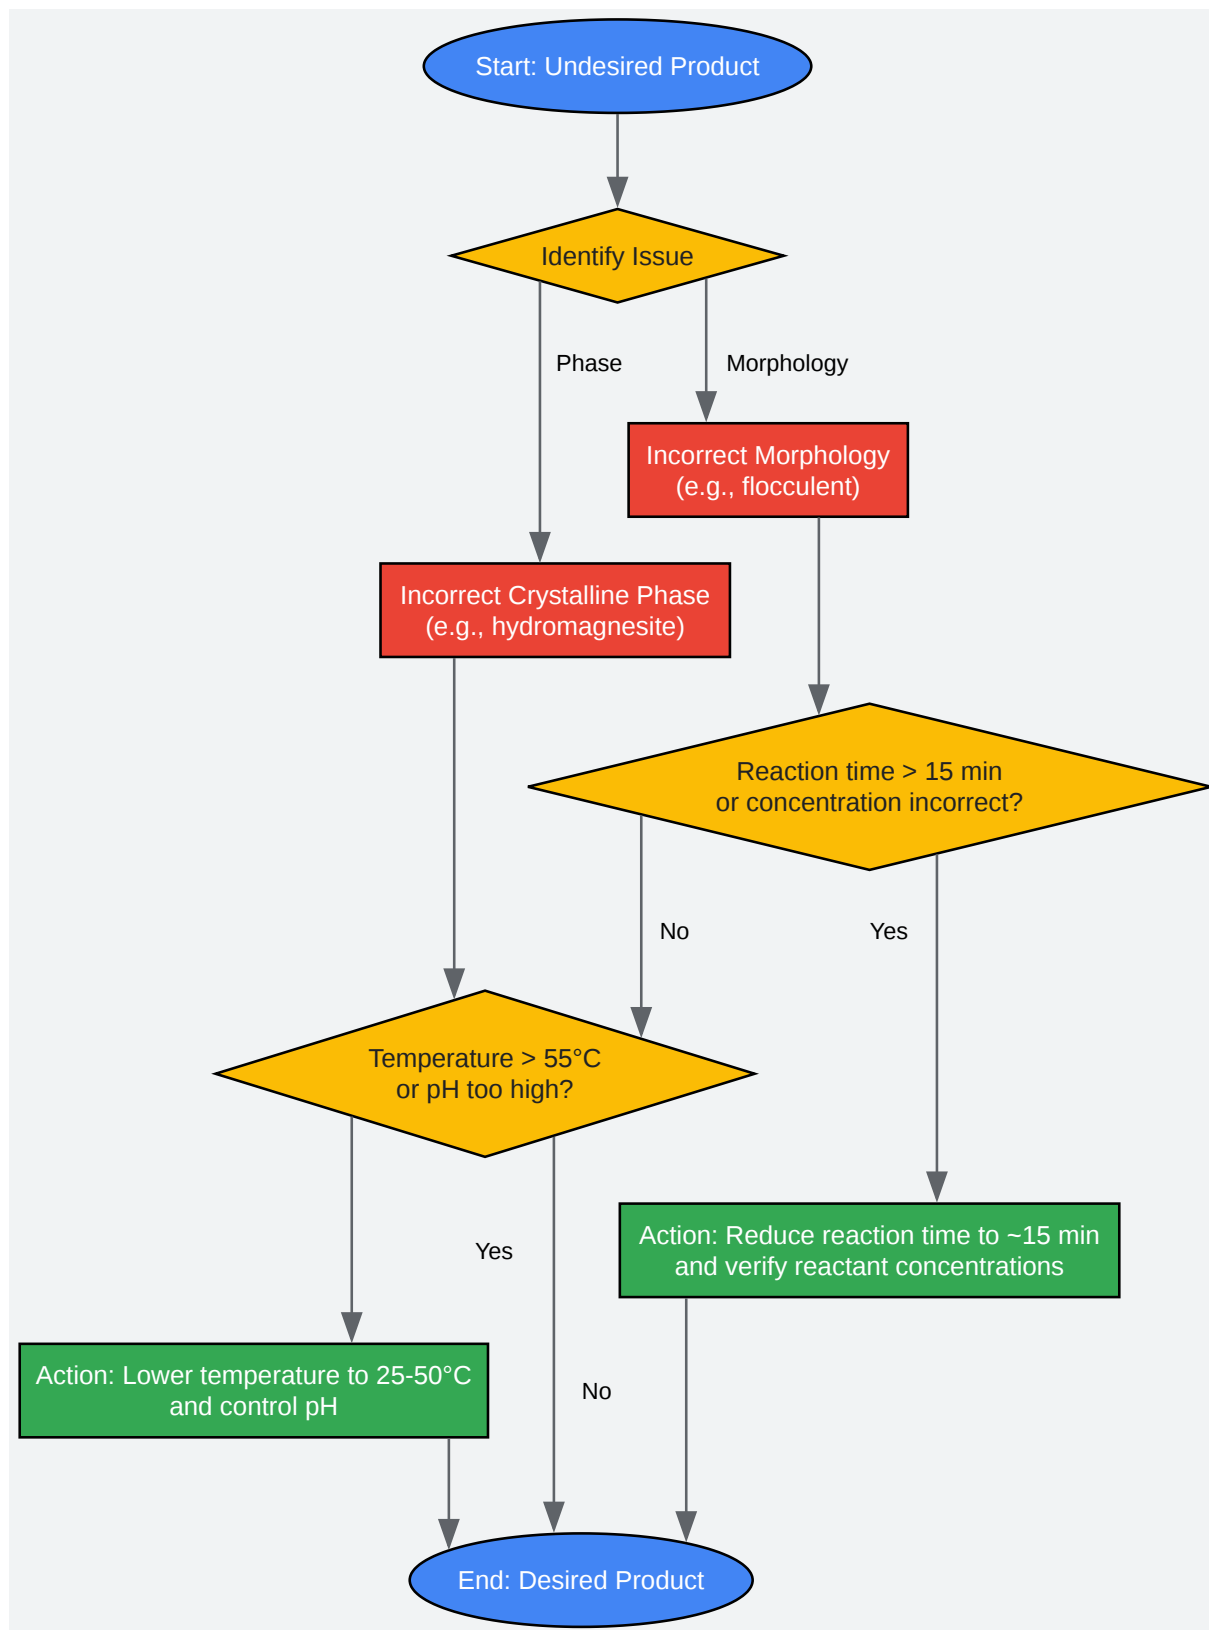 Start: Undesired Product
Identify Issue
Phase
Morphology
Incorrect Morphology
(e.g., flocculent)
Incorrect Crystalline Phase
(e.g., hydromagnesite)
Reaction time > 15 min
or concentration incorrect?
No
Yes
Temperature > 55°C
or pH too high?
Action: Reduce reaction time to ~15 min
and verify reactant concentrations
Yes
Action: Lower temperature to 25-50°C
and control pH
No
End: Desired Product